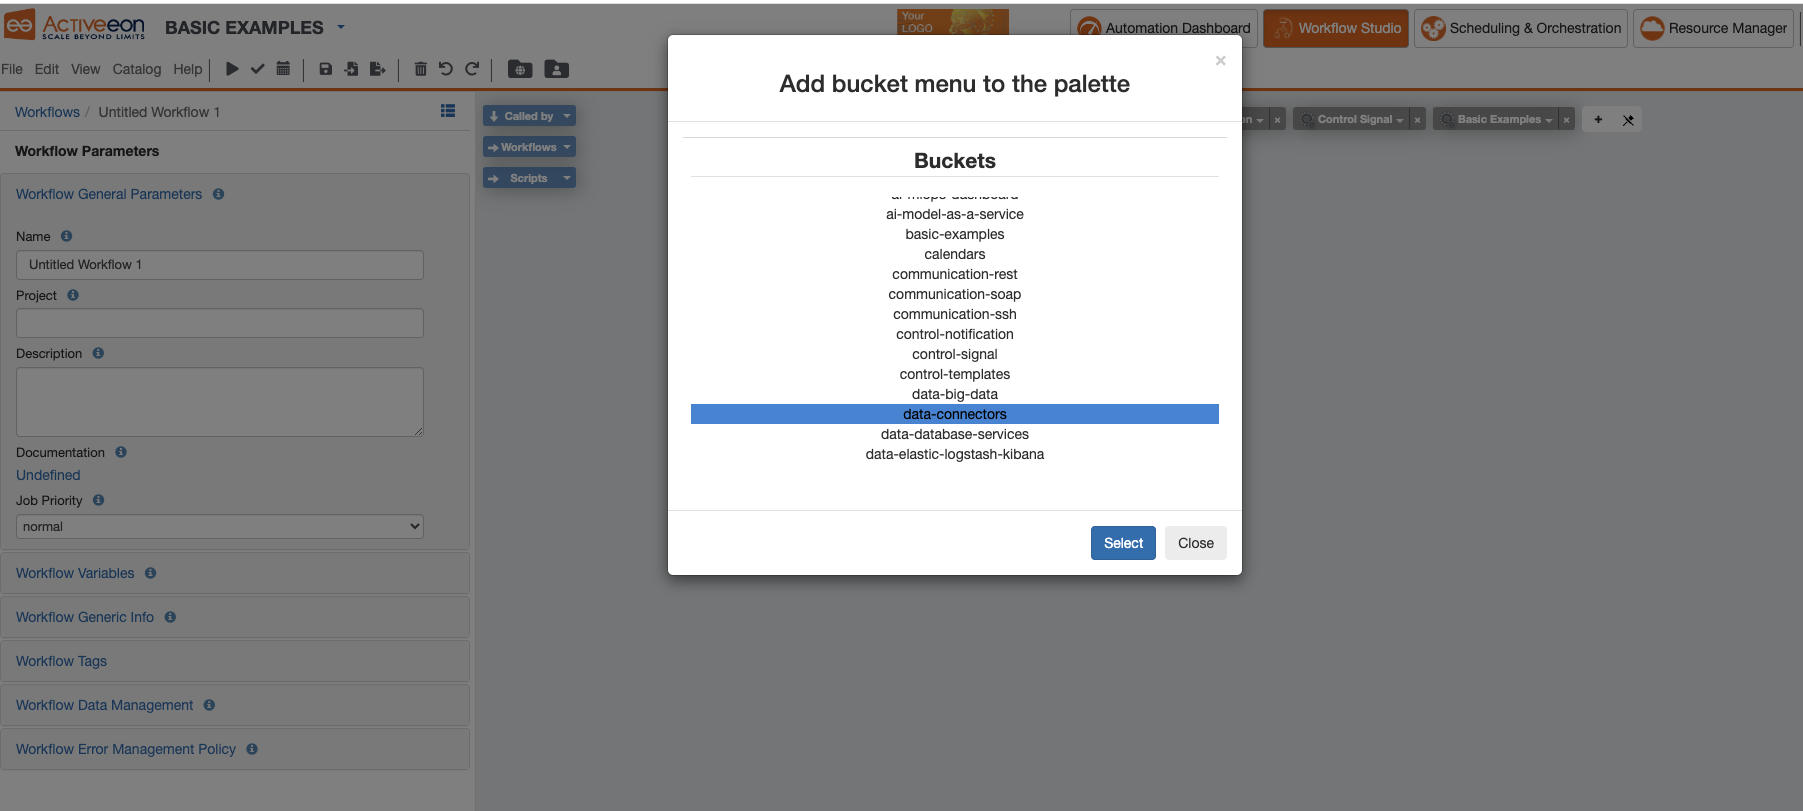 Activeeon
SCALE BEYOND LIMITS
BASIC EXAMPLES
Your
LOGO
Automation Dashboard
Workflow Studio
Scheduling & Orchestration
Resource Manager
File Edit View Catalog Help
Workflows / Untitled Workflow 1
Workflow Parameters
Workflow General Parameters
Name
Untitled Workflow 1
Project
Description
Documentation
Undefined
Job Priority
normal
Workflow Variables
Workflow Generic Info
Workflow Tags
Workflow Data Management
Workflow Error Management Policy
Called by
Workflows
Scripts
Control Signal ×
Basic Examples ×
+
×
Add bucket menu to the palette
Buckets
ai-model-as-a-service
basic-examples
calendars
communication-rest
communication-soap
communication-ssh
control-notification
control-signal
control-templates
data-big-data
data-connectors
data-database-services
data-elastic-logstash-kibana
Select
Close